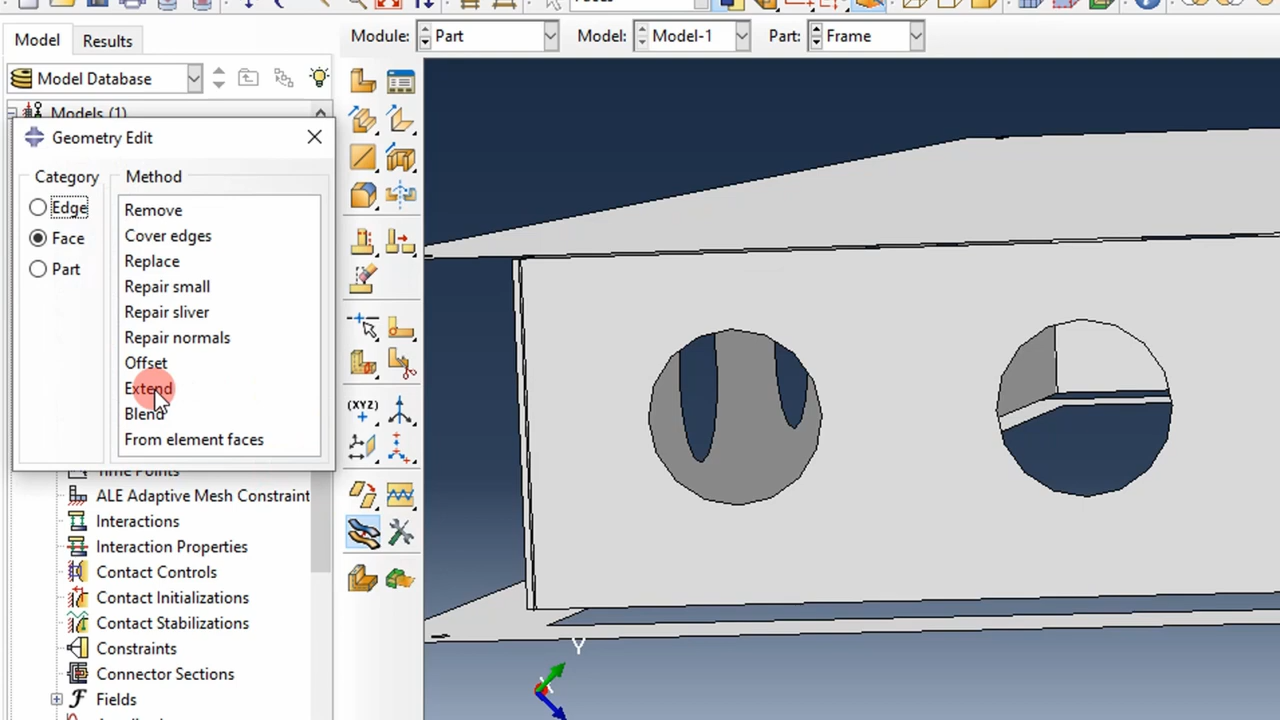 Model
Results
Module:
Part
Model:
Model-1
Part:
Frame
Model Database
Models (1)
Geometry Edit
Category
Method
Edge
Face
Part
Remove
Cover edges
Replace
Repair small
Repair sliver
Repair normals
Offset
Extend
Blend
From element faces
ALE Adaptive Mesh Constraint
Interactions
Interaction Properties
Contact Controls
Contact Initializations
Contact Stabilizations
Constraints
Connector Sections
Fields
(XYZ)
Y